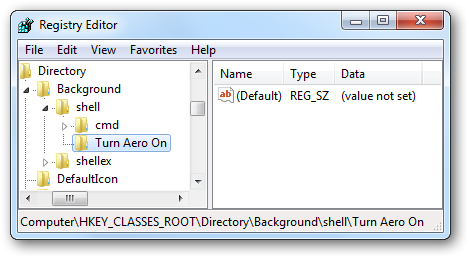 Registry Editor
File Edit View Favorites Help
Directory
Background
shell
cmd
Turn Aero On
shellex
DefaultIcon
Name Type Data
ab (Default) REG_SZ (value not set)
Computer\HKEY_CLASSES_ROOT\Directory\Background\shell\Turn Aero On